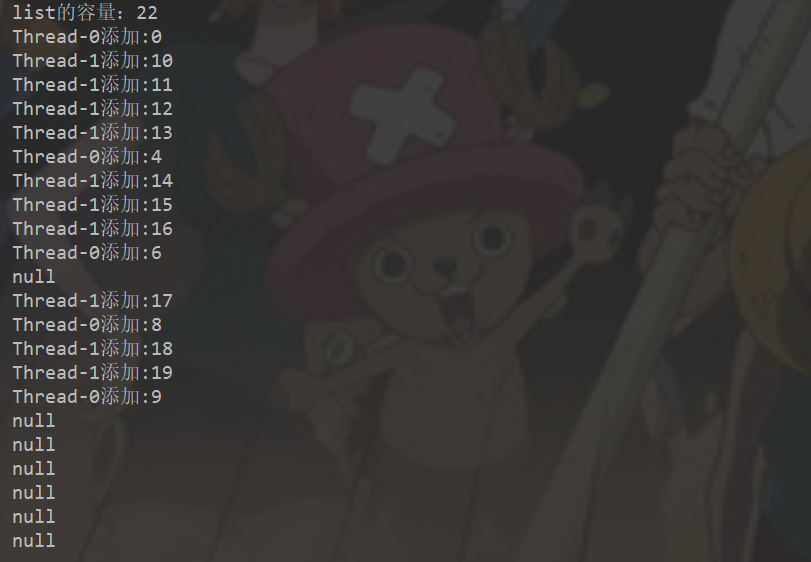 list的容量：22
Thread-0添加:0
Thread-1添加:10
Thread-1添加:11
Thread-1添加:12
Thread-1添加:13
Thread-0添加:4
Thread-1添加:14
Thread-1添加:15
Thread-1添加:16
Thread-0添加:6
null
Thread-1添加:17
Thread-0添加:8
Thread-1添加:18
Thread-1添加:19
Thread-0添加:9
null
null
null
null
null
null